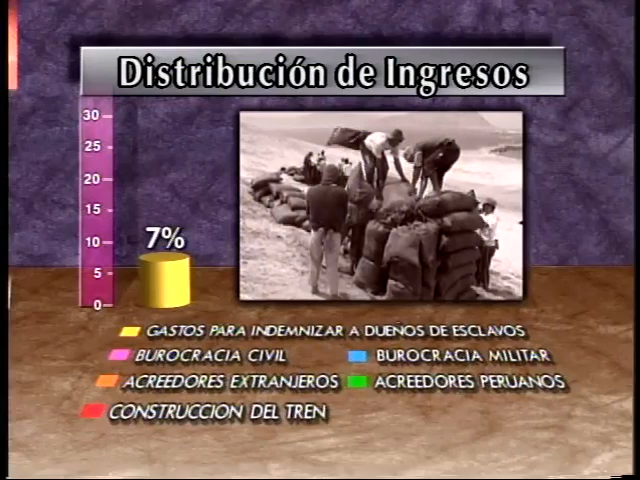 Distribución de Ingresos
30
25
20
15
10
5
0
7%
GASTOS PARA INDEMNIZAR A DUEÑOS DE ESCLAVOS
BUROCRACIA CIVIL BUROCRACIA MILITAR
ACREEDORES EXTRANJEROS ACREEDORES PERUANOS
CONSTRUCCION DEL TREN